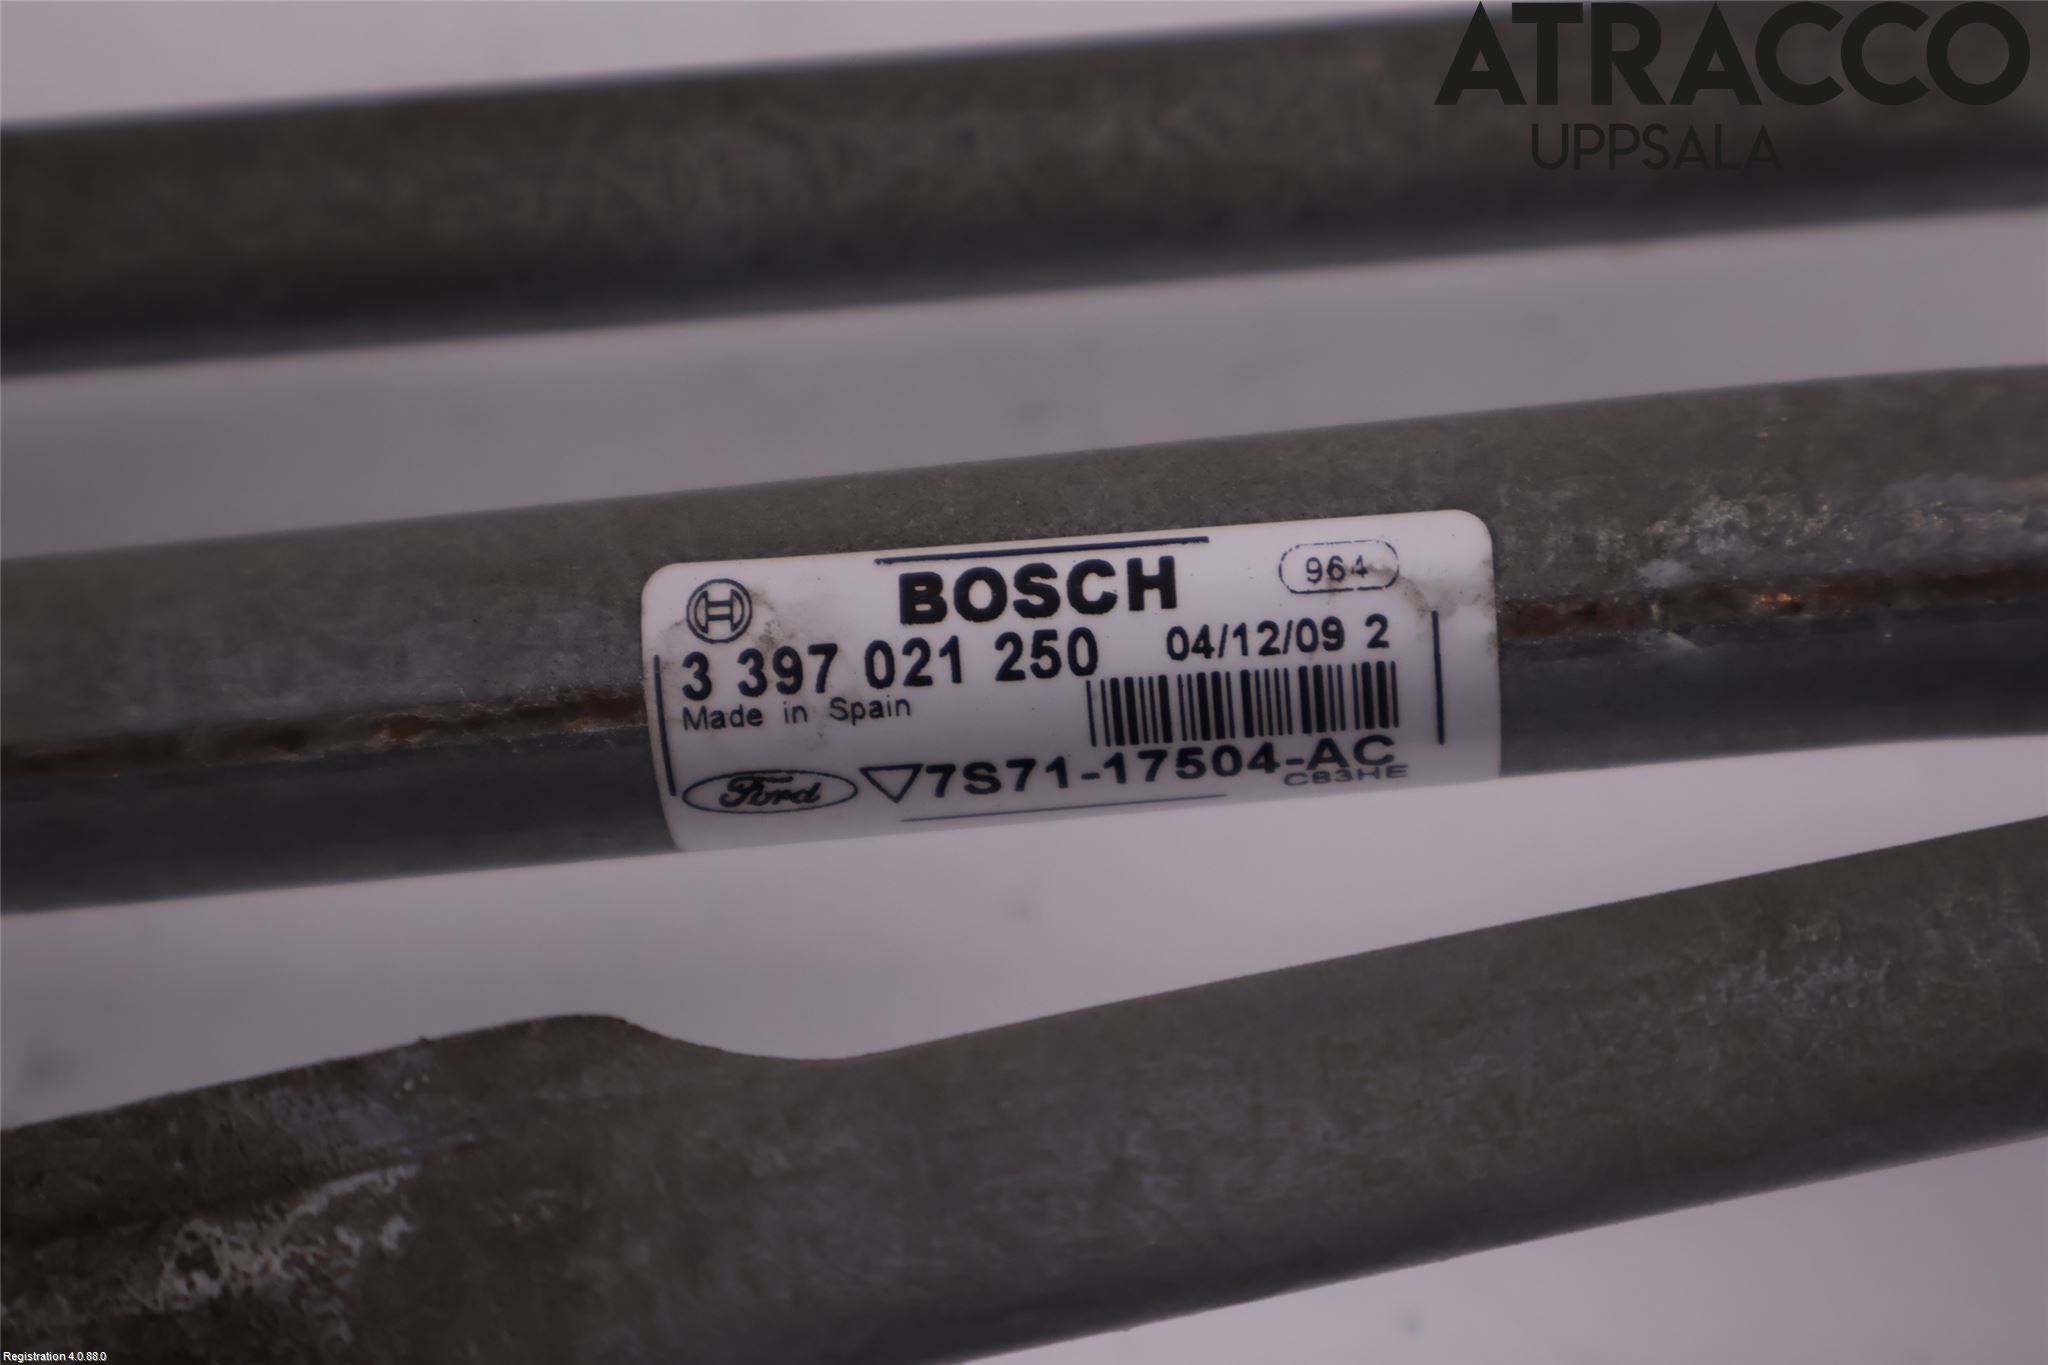 ATRACCO
UPPSALA
BOSCH
964
3 397 021 250
04/12/09 2
Made in Spain
Ford
7S71-17504-AC
CB3HE
Registration 4.0.88.0